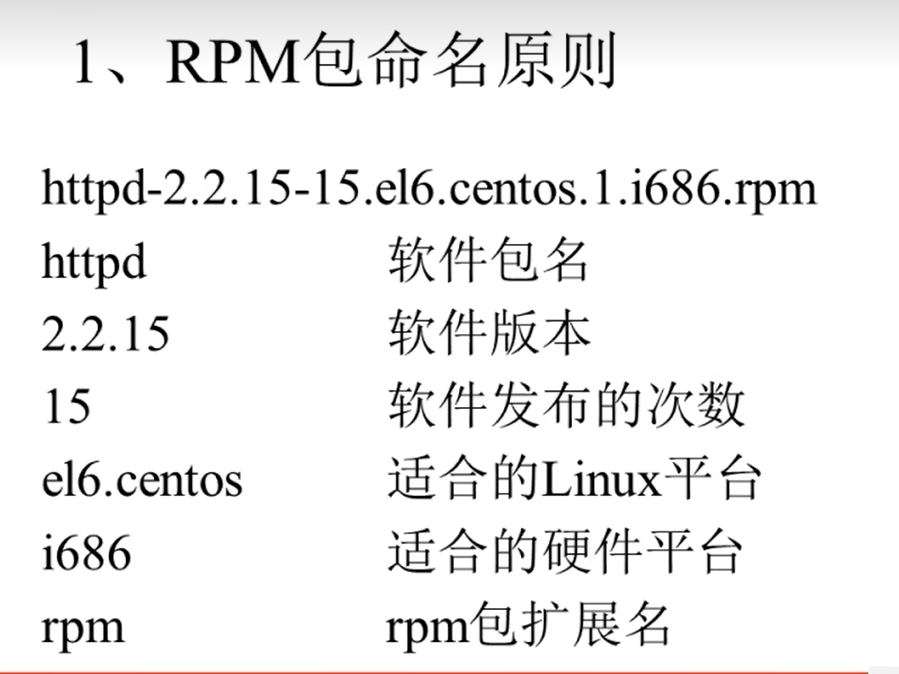 1、RPM包命名原则
httpd-2.2.15-15.el6.centos.1.i686.rpm
httpd 软件包名
2.2.15 软件版本
15 软件发布的次数
el6.centos 适合的Linux平台
i686 适合的硬件平台
rpm rpm包扩展名